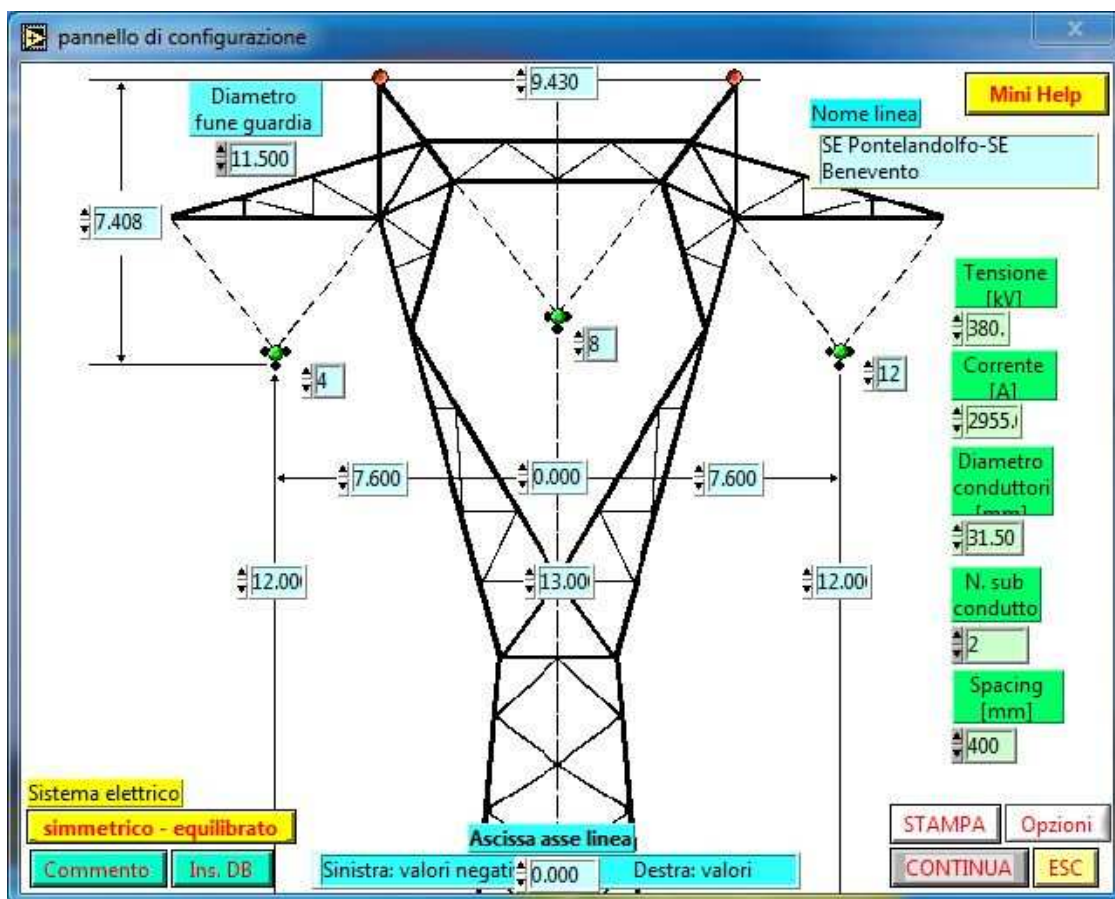 pannello di configurazione
X
Diametro
fune guardia
11.500
9.430
Mini Help
Nome linea
SE Pontelandolfo-SE
Benevento
7.408
Tensione
[kV]
380.
8
4
12
Corrente
[A]
2955.
7.600
0.000
7.600
Diametro
conduttori
[mm]
31.50
12.00
13.000
12.00
N. sub
condutto
2
Spacing
[mm]
400
Sistema elettrico
simmetrico - equilibrato
Commento
Ins. DB
Ascissa asse linea
Sinistra: valori negati
0.000
Destra: valori
STAMPA
Opzioni
CONTINUA
ESC